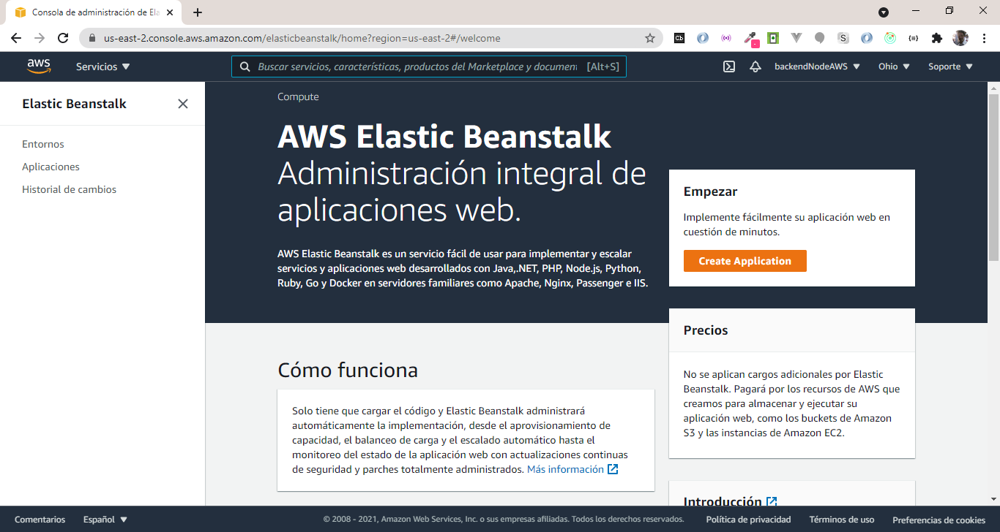 Consola de administración de Ela
us-east-2.console.aws.amazon.com/elasticbeanstalk/home?region=us-east-2#/welcome
aws
Servicios
Buscar servicios, características, productos del Marketplace y documen
[Alt+S]
backendNodeAWS
Ohio
Soporte
Elastic Beanstalk
Entornos
Aplicaciones
Historial de cambios
Compute
AWS Elastic Beanstalk
Administración integral de
aplicaciones web.
AWS Elastic Beanstalk es un servicio fácil de usar para implementar y escalar
servicios y aplicaciones web desarrollados con Java,.NET, PHP, Node.js, Python,
Ruby, Go y Docker en servidores familiares como Apache, Nginx, Passenger e IIS.
Empezar
Implemente fácilmente su aplicación web en
cuestión de minutos.
Create Application
Precios
No se aplican cargos adicionales por Elastic
Beanstalk. Pagará por los recursos de AWS que
creamos para almacenar y ejecutar su
aplicación web, como los buckets de Amazon
S3 y las instancias de Amazon EC2.
Cómo funciona
Solo tiene que cargar el código y Elastic Beanstalk administrará
automáticamente la implementación, desde el aprovisionamiento de
capacidad, el balanceo de carga y el escalado automático hasta el
monitoreo del estado de la aplicación web con actualizaciones continuas
de seguridad y parches totalmente administrados. Más información
Introducción
Comentarios
Español
© 2008 - 2021, Amazon Web Services, Inc. o sus empresas afiliadas. Todos los derechos reservados.
Política de privacidad
Términos de uso
Preferencias de cookies